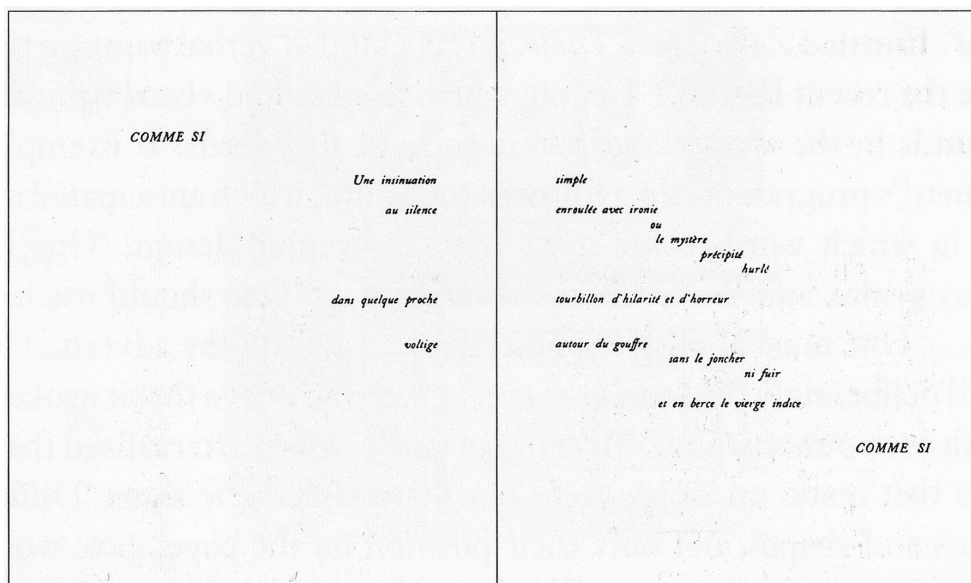 COMME SI
Une insinuation simple
au silence enroulée avec ironie
ou
le mystère
précipité
hurlé
dans quelque proche tourbillon d'hilarité et d'horreur
voltige autour du gouffre
sans le joncher
ni fuir
et en berce le vierge indice
COMME SI